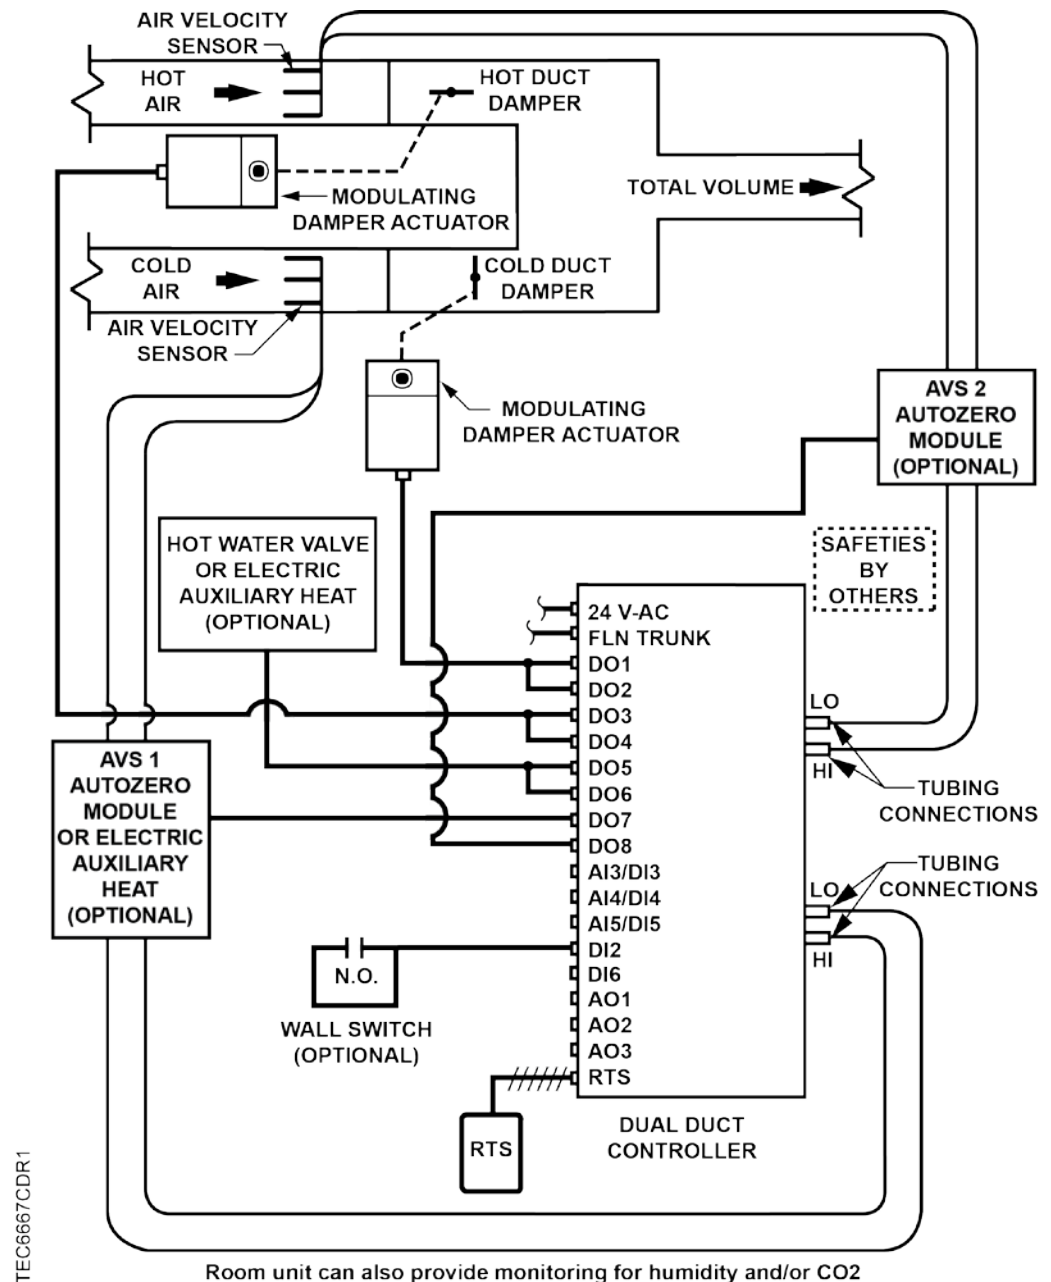 AIR VELOCITY
SENSOR
HOT
AIR
HOT DUCT
DAMPER
MODULATING
DAMPER ACTUATOR
TOTAL VOLUME
COLD
AIR
COLD DUCT
DAMPER
AIR VELOCITY
SENSOR
MODULATING
DAMPER ACTUATOR
AVS 2
AUTOZERO
MODULE
(OPTIONAL)
HOT WATER VALVE
OR ELECTRIC
AUXILIARY HEAT
(OPTIONAL)
SAFETIES
BY
OTHERS
24 V-AC
FLN TRUNK
DO1
DO2
DO3
DO4
DO5
DO6
DO7
DO8
AI3/DI3
AI4/DI4
AI5/DI5
DI2
DI6
AO1
AO2
AO3
RTS
LO
HI
TUBING
CONNECTIONS
LO
HI
TUBING
CONNECTIONS
AVS 1
AUTOZERO
MODULE
OR ELECTRIC
AUXILIARY
HEAT
(OPTIONAL)
N.O.
WALL SWITCH
(OPTIONAL)
RTS
DUAL DUCT
CONTROLLER
TEC6667CDR1
Room unit can also provide monitoring for humidity and/or CO2